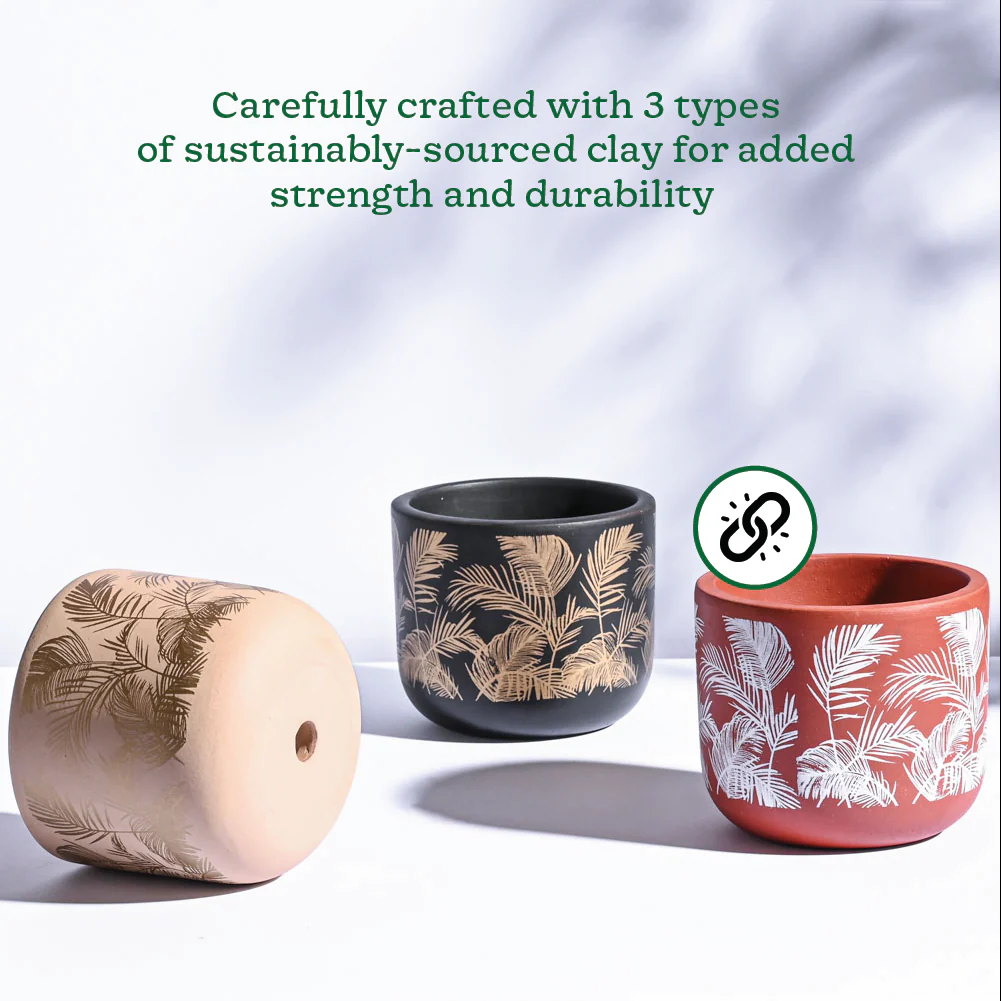 Carefully crafted with 3 types
of sustainably-sourced clay for added
strength and durability